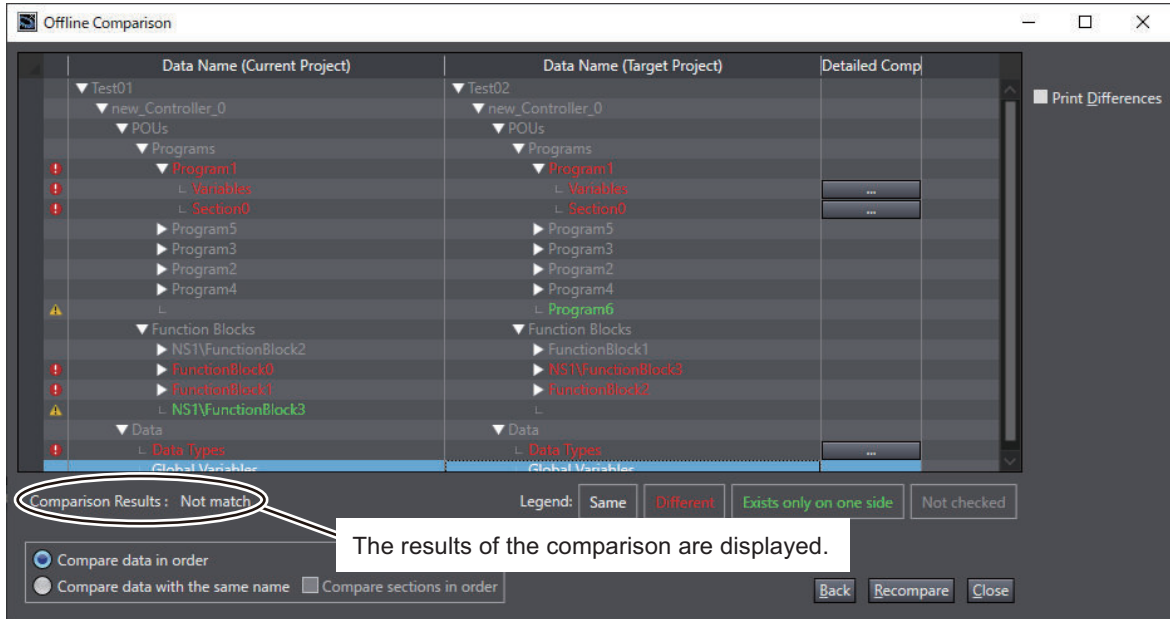 Offline Comparison
Data Name (Current Project) Data Name (Target Project) Detailed Comp
▼ Test01 ▼ Test02
▼ new_Controller_0 ▼ new_Controller_0
▼ POUs ▼ POUs
▼ Programs ▼ Programs
▼ Program1 ▼ Program1
∟ Variables ∟ Variables ...
∟ Section0 ∟ Section0 ...
▶ Program5 ▶ Program5
▶ Program3 ▶ Program3
▶ Program2 ▶ Program2
▶ Program4 ▶ Program4
∟ ∟ Program6
▼ Function Blocks ▼ Function Blocks
▶ NS1\FunctionBlock2 ▶ FunctionBlock1
▶ FunctionBlock0 ▶ NS1\FunctionBlock3
▶ FunctionBlock1 ▶ FunctionBlock2
∟ NS1\FunctionBlock3 ∟
▼ Data ▼ Data
∟ Data Types ∟ Data Types ...
Global Variables Global Variables
Print Differences
Comparison Results : Not match
Legend: Same Different Exists only on one side Not checked
The results of the comparison are displayed.
Compare data in order
Compare data with the same name Compare sections in order
Back Recompare Close